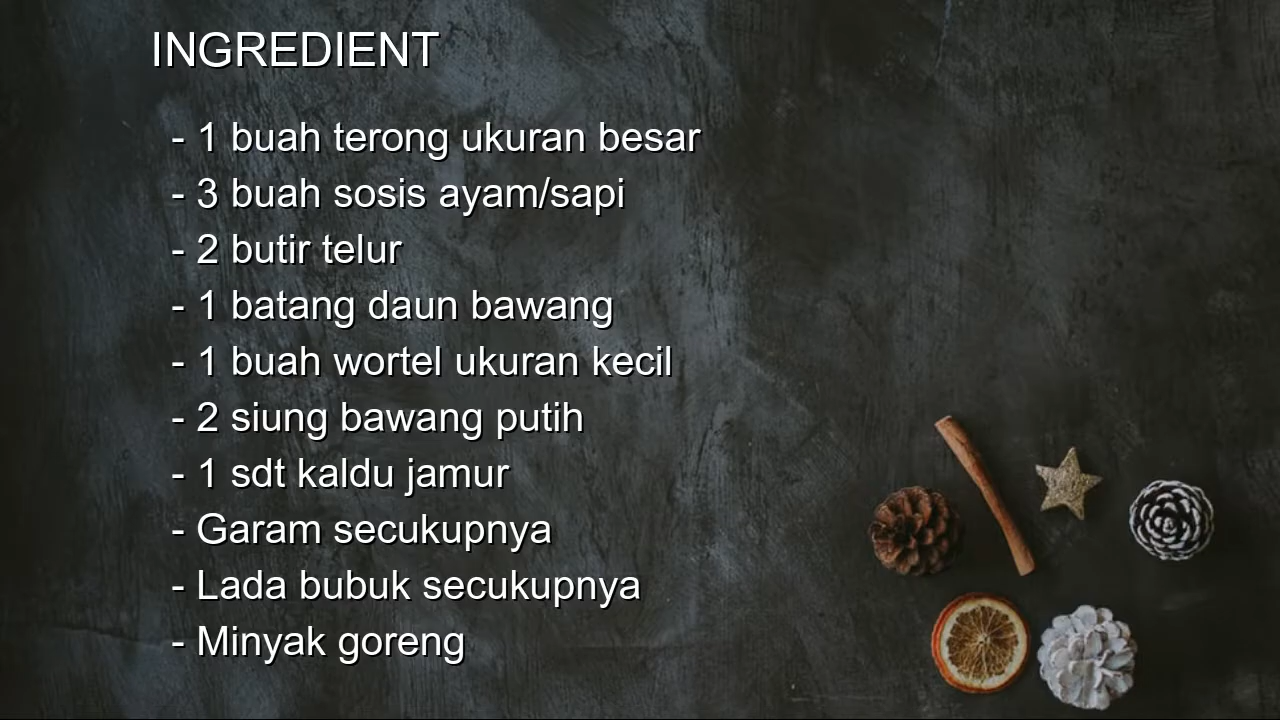 INGREDIENT
- 1 buah terong ukuran besar
- 3 buah sosis ayam/sapi
- 2 butir telur
- 1 batang daun bawang
- 1 buah wortel ukuran kecil
- 2 siung bawang putih
- 1 sdt kaldu jamur
- Garam secukupnya
- Lada bubuk secukupnya
- Minyak goreng